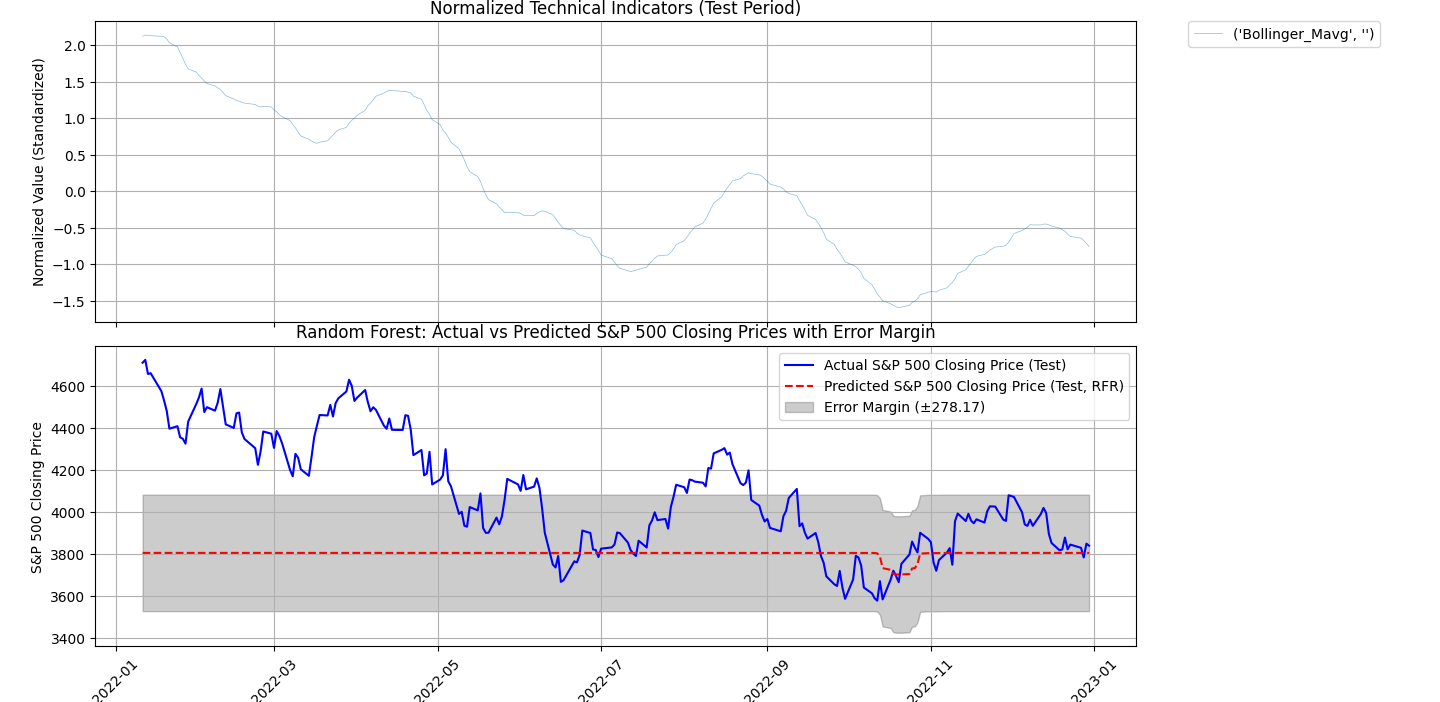 Normalized Technical Indicators (Test Period)
('Bollinger_Mavg', '')
Normalized Value (Standardized)
2.0
1.5
1.0
0.5
0.0
−0.5
−1.0
−1.5
Random Forest: Actual vs Predicted S&P 500 Closing Prices with Error Margin
Actual S&P 500 Closing Price (Test)
Predicted S&P 500 Closing Price (Test, RFR)
Error Margin (±278.17)
S&P 500 Closing Price
4600
4400
4200
4000
3800
3600
3400
2022-01
2022-03
2022-05
2022-07
2022-09
2022-11
2023-01